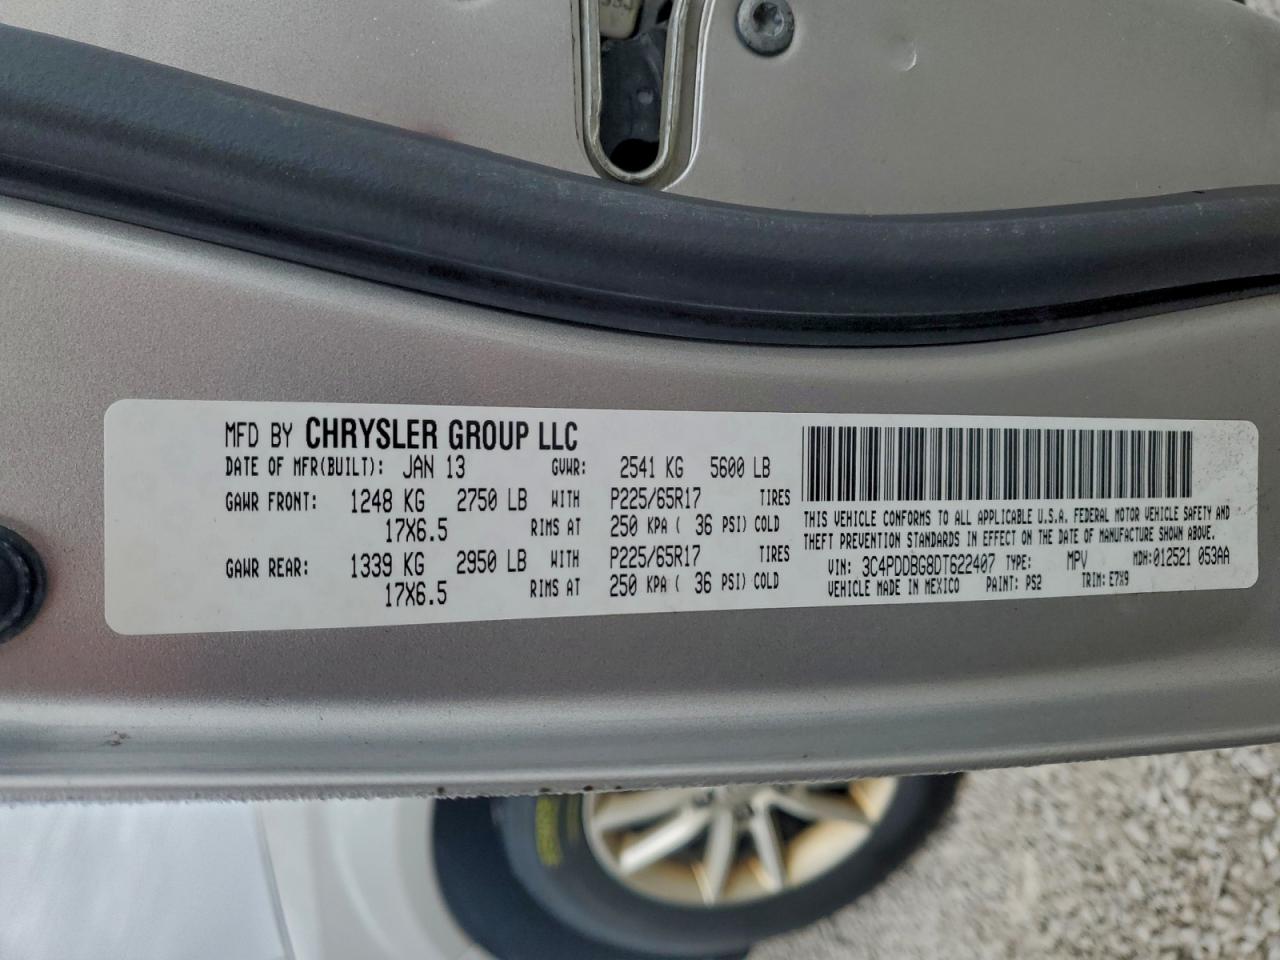 MFD BY CHRYSLER GROUP LLC
DATE OF MFR(BUILT): JAN 13 GVWR: 2541 KG 5600 LB
GAWR FRONT: 1248 KG 2750 LB WITH P225/65R17 TIRES
17X6.5 RIMS AT 250 KPA ( 36 PSI) COLD
GAWR REAR: 1339 KG 2950 LB WITH P225/65R17 TIRES
17X6.5 RIMS AT 250 KPA ( 36 PSI) COLD
THIS VEHICLE CONFORMS TO ALL APPLICABLE U.S.A. FEDERAL MOTOR VEHICLE SAFETY AND
THEFT PREVENTION STANDARDS IN EFFECT ON THE DATE OF MANUFACTURE SHOWN ABOVE.
VIN: 3C4PDDBG8DT622407 TYPE: MPV MDH:012521 053AA
VEHICLE MADE IN MEXICO PAINT: PS2 TRIM: E7X9